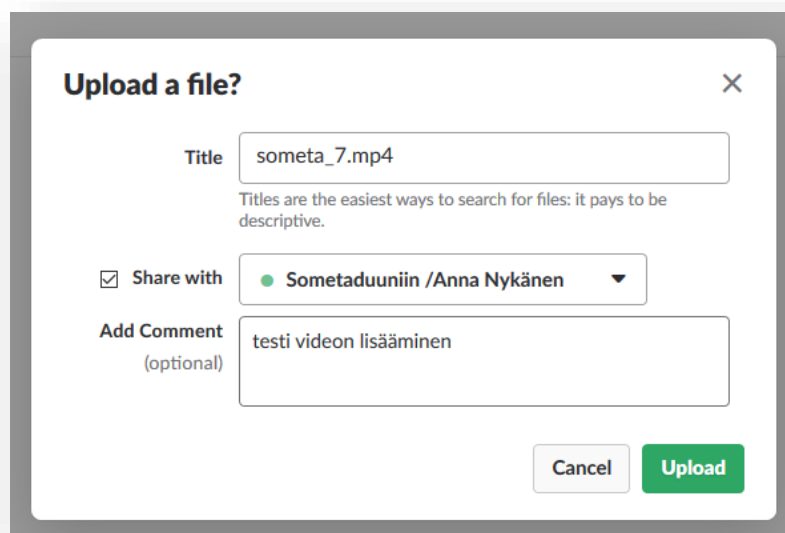 Upload a file?
Title
someta_7.mp4
Titles are the easiest ways to search for files: it pays to be
descriptive.
Share with
Sometaduuniin /Anna Nykänen
Add Comment
(optional)
testi videon lisääminen
Cancel
Upload